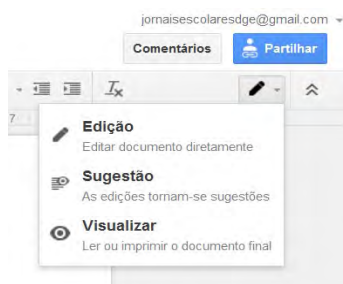 jornaisescolaresdge@gmail.com
Comentários Partilhar
7
Edição
Editar documento diretamente
Sugestão
As edições tornam-se sugestões
Visualizar
Ler ou imprimir o documento final